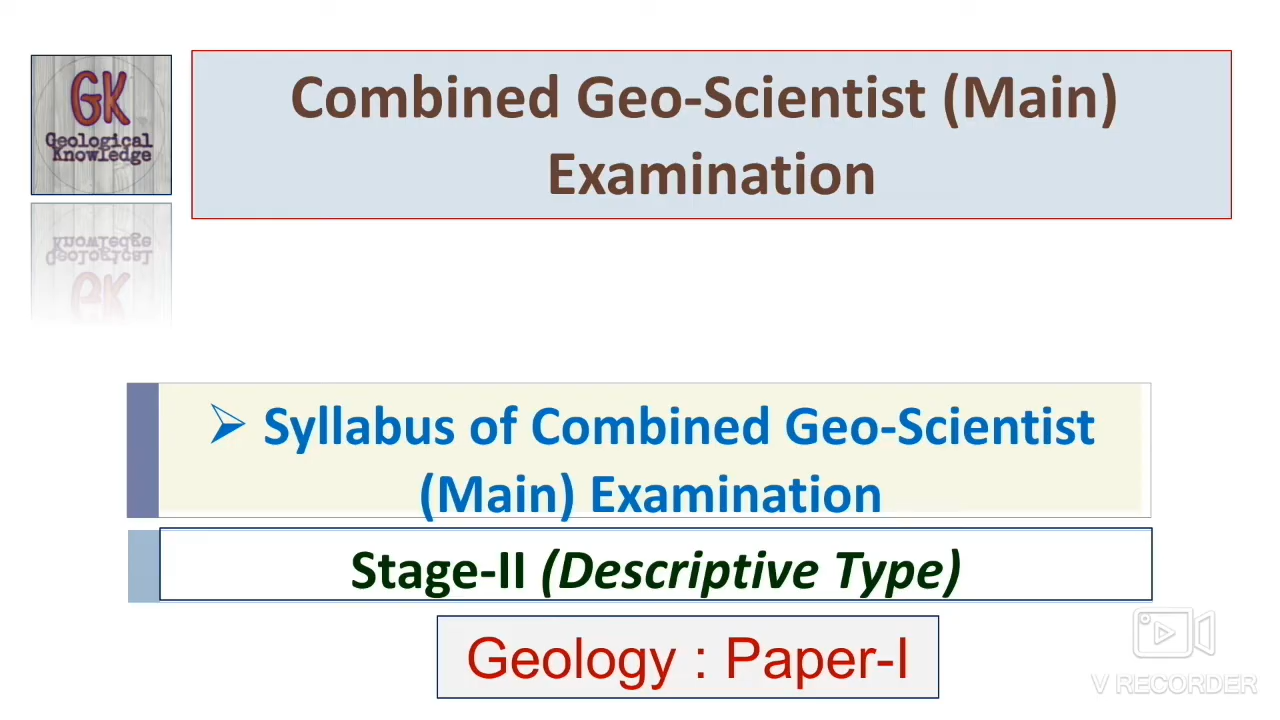 GK
Geological
Knowledge
Combined Geo-Scientist (Main)
Examination
➢ Syllabus of Combined Geo-Scientist
(Main) Examination
Stage-II (Descriptive Type)
Geology : Paper-I
V RECORDER